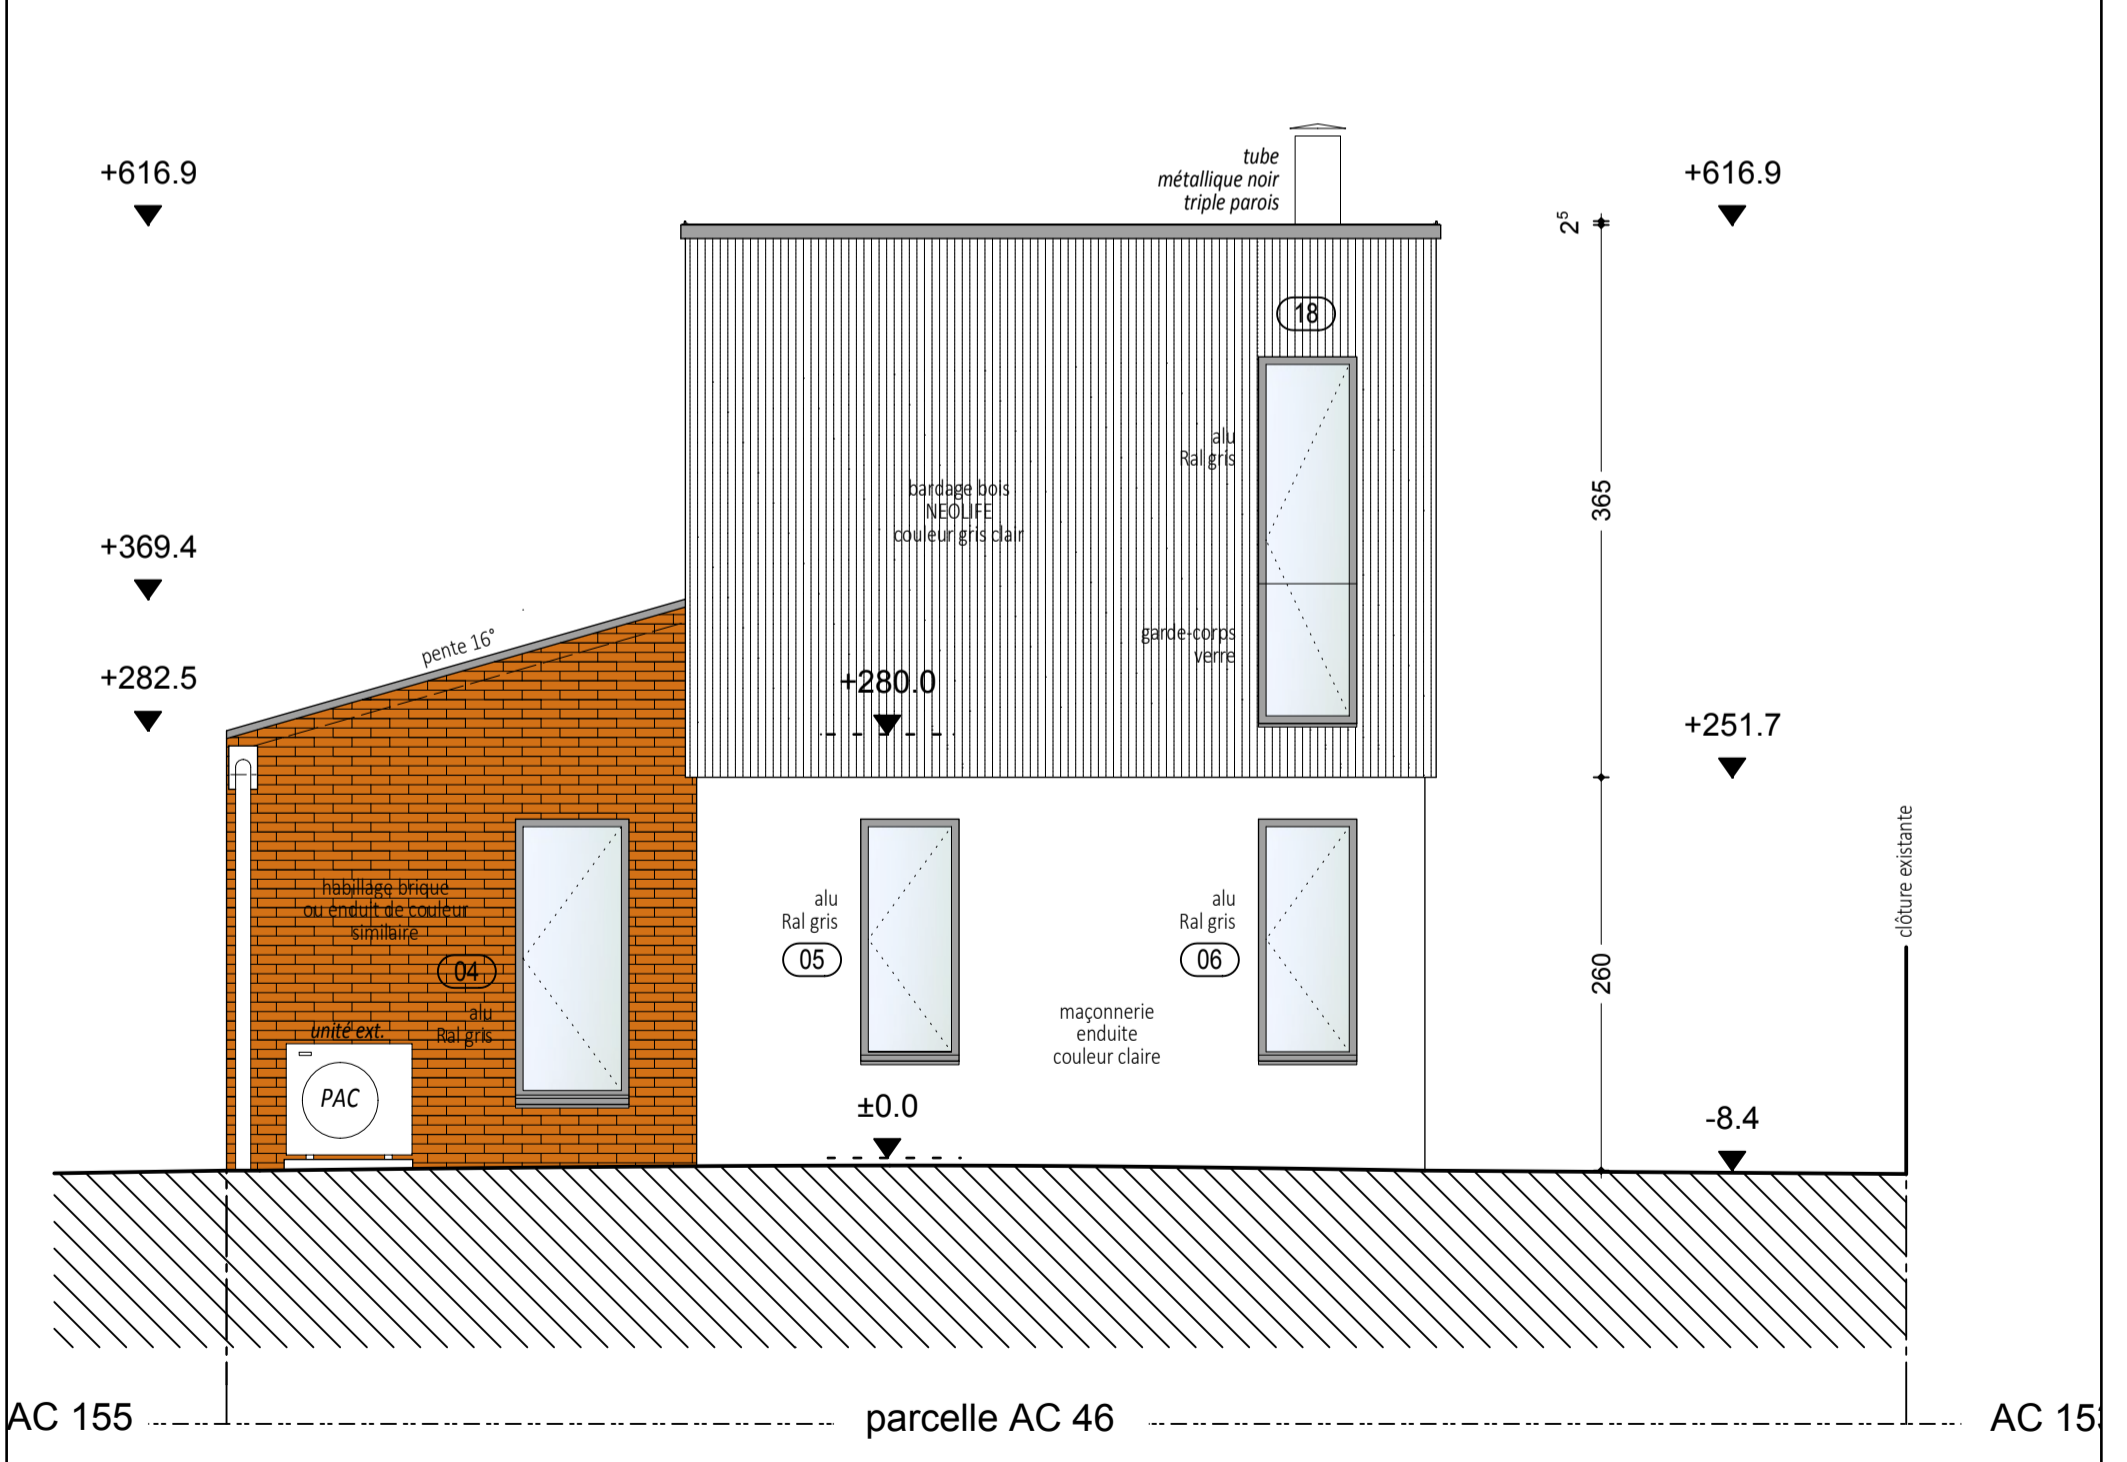 tube
métallique noir
triple parois
+616.9
+616.9
2⁵
18
alu
Ral gris
bardage bois
NEOLIFE
couleur gris clair
365
+369.4
pente 16°
garde-corps
verre
+282.5
+280.0
+251.7
clôture existante
habillage brique
ou enduit de couleur
similaire
04
alu
Ral gris
alu
Ral gris
05
alu
Ral gris
06
260
maçonnerie
enduite
couleur claire
unité ext.
PAC
±0.0
-8.4
AC 155
parcelle AC 46
AC 15